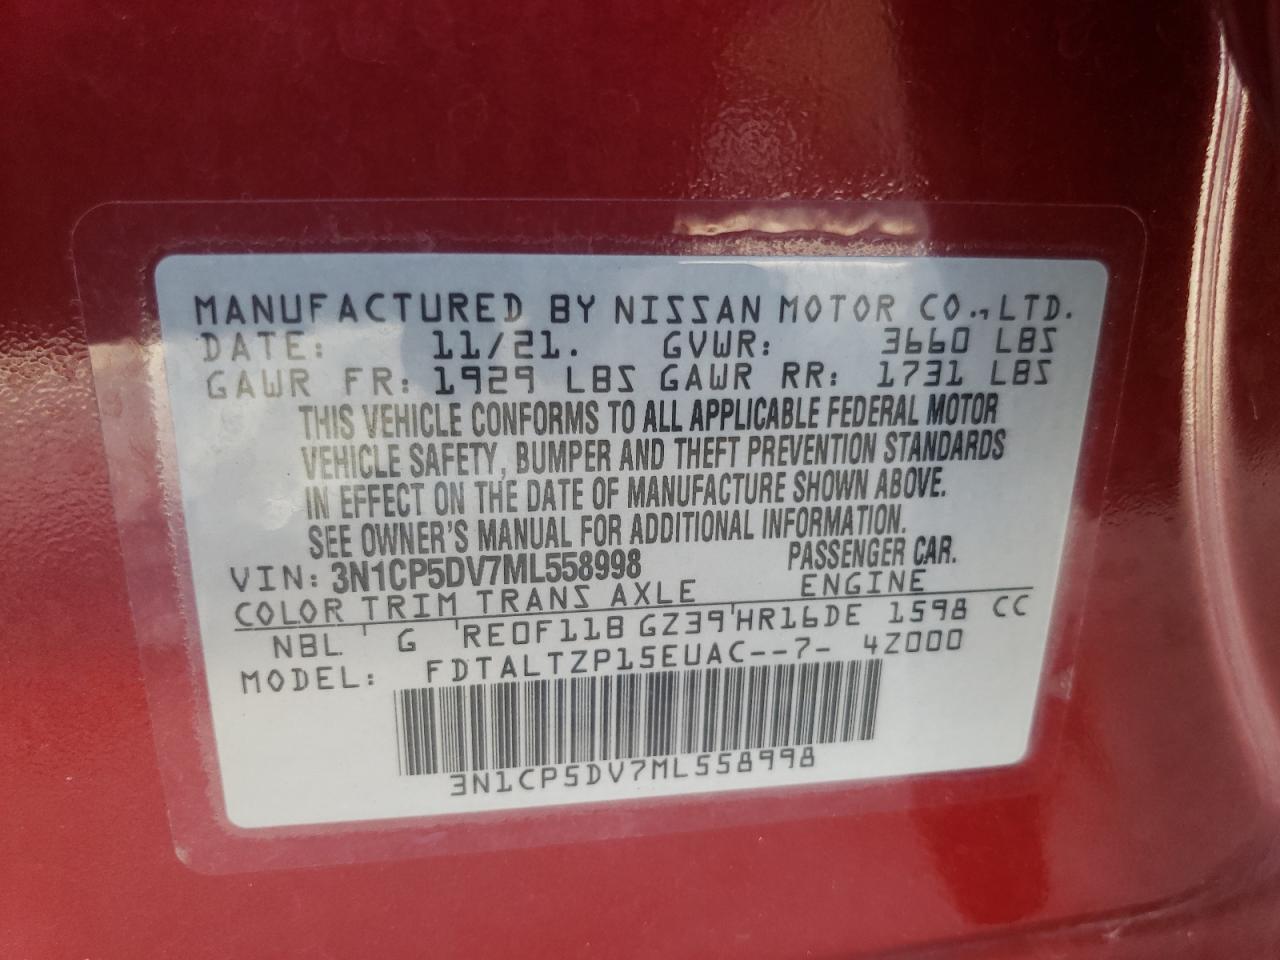 MANUFACTURED BY NISSAN MOTOR CO., LTD.
DATE: 11/21. GVWR: 3660 LBS
GAWR FR: 1929 LBS GAWR RR: 1731 LBS
THIS VEHICLE CONFORMS TO ALL APPLICABLE FEDERAL MOTOR
VEHICLE SAFETY, BUMPER AND THEFT PREVENTION STANDARDS
IN EFFECT ON THE DATE OF MANUFACTURE SHOWN ABOVE.
SEE OWNER'S MANUAL FOR ADDITIONAL INFORMATION.
VIN: 3N1CP5DV7ML558998 PASSENGER CAR.
COLOR TRIM TRANS AXLE ENGINE
NBL ' G 'RE0F11B GZ39'HR16DE 1598 CC
MODEL: FDTALTZP15EUAC--7- 4Z000
3N1CP5DV7ML558998